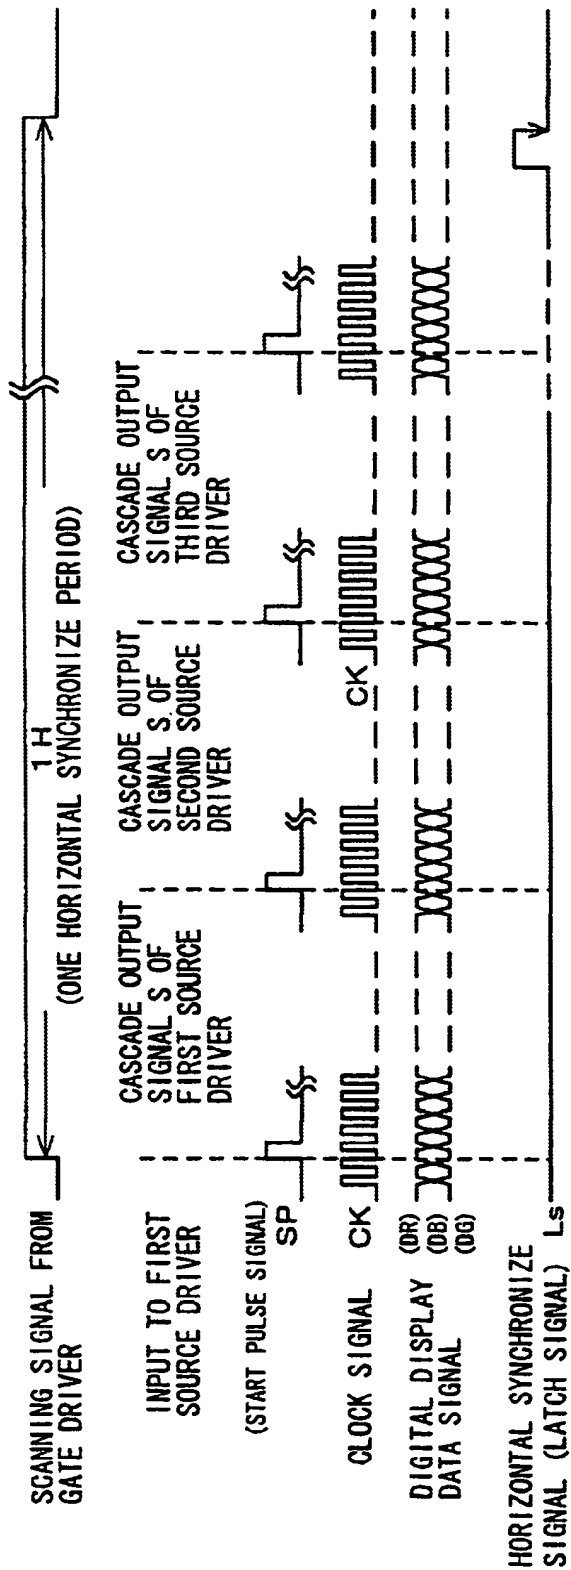 SCANNING SIGNAL FROM
GATE DRIVER
1H
(ONE HORIZONTAL SYNCHRONIZE PERIOD)
INPUT TO FIRST
SOURCE DRIVER
CASCADE OUTPUT
SIGNAL S OF
FIRST SOURCE
DRIVER
CASCADE OUTPUT
SIGNAL S. OF
SECOND SOURCE
DRIVER
CASCADE OUTPUT
SIGNAL S OF
THIRD SOURCE
DRIVER
(START PULSE SIGNAL)
SP
CLOCK SIGNAL CK
CK
DIGITAL DISPLAY
DATA SIGNAL
(DR)
(DB)
(DG)
HORIZONTAL SYNCHRONIZE
SIGNAL (LATCH SIGNAL) Ls